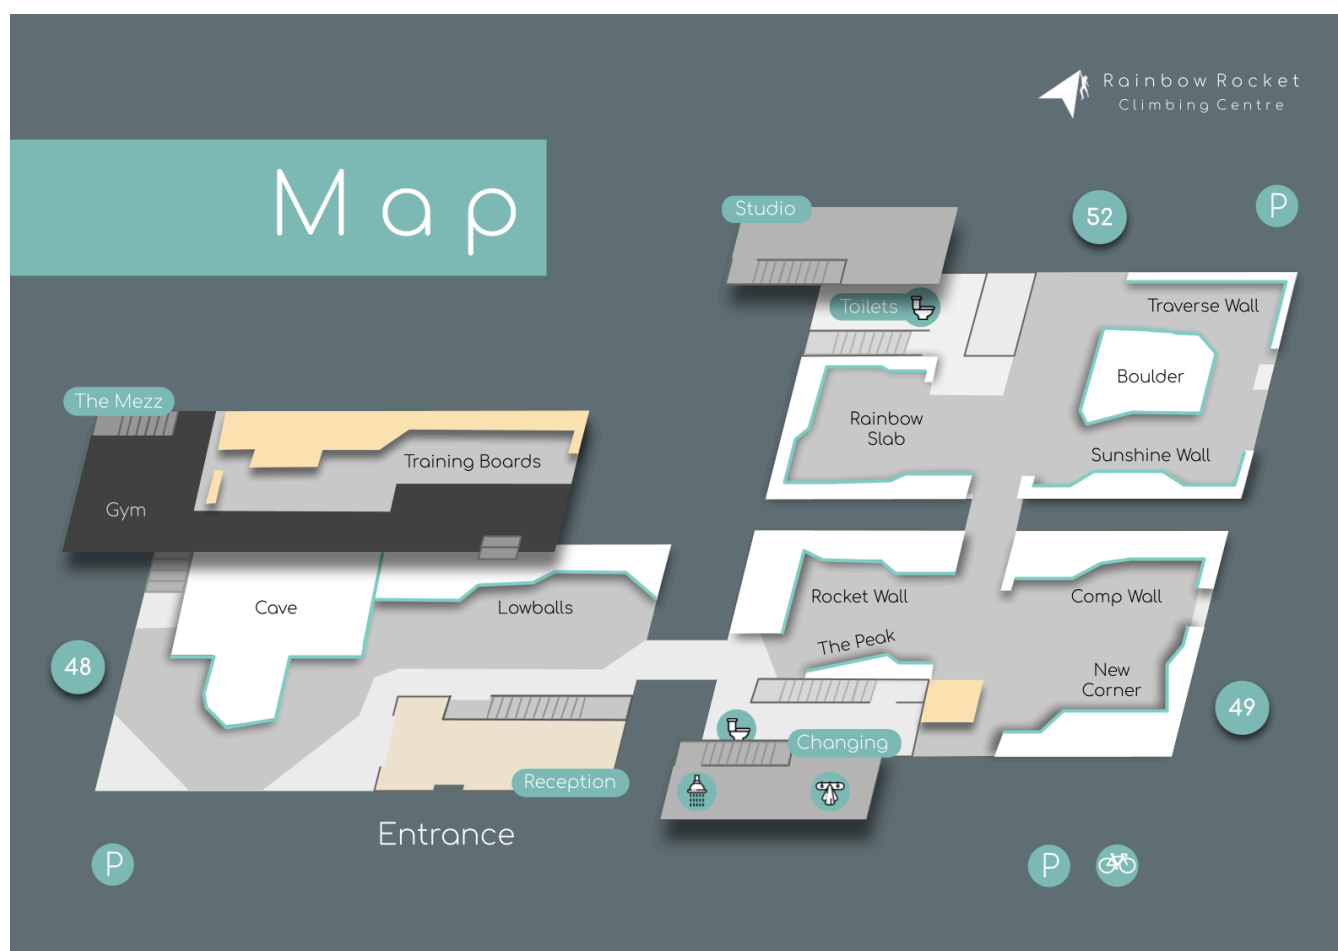 Rainbow Rocket
Climbing Centre
Map
Studio
52
P
Toilets
Traverse Wall
Boulder
The Mezz
Rainbow
Slab
Training Boards
Sunshine Wall
Gym
Cave
Lowballs
Rocket Wall
Comp Wall
The Peak
48
New
Corner
49
Changing
Reception
Entrance
P
P